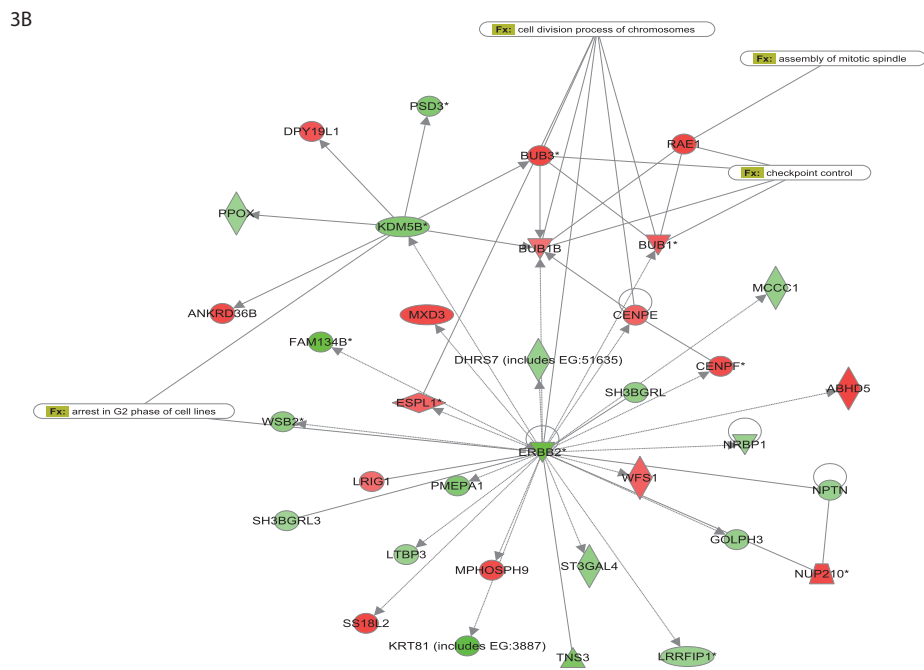 3B
Fx: cell division process of chromosomes
Fx: assembly of mitotic spindle
PSD3*
DPY19L1
BUB3*
RAE1
Fx: checkpoint control
PPOX
KDM5B*
BUB1B
BUB1*
MCCC1
ANKRD36B
MXD3
CENPE
FAM134B*
DHRS7 (includes EG:51635)
CENPF*
ABHD5
SH3BGRL
ESPL1*
Fx: arrest in G2 phase of cell lines
WSB2*
ERBB2*
NRBP1
LRIG1
PMEPA1
WFS1
NPTN
SH3BGRL3
GOLPH3
LTBP3
MPHOSPH9
ST3GAL4
NUP210*
SS18L2
KRT81 (includes EG:3887)
TNS3
LRRFIP1*